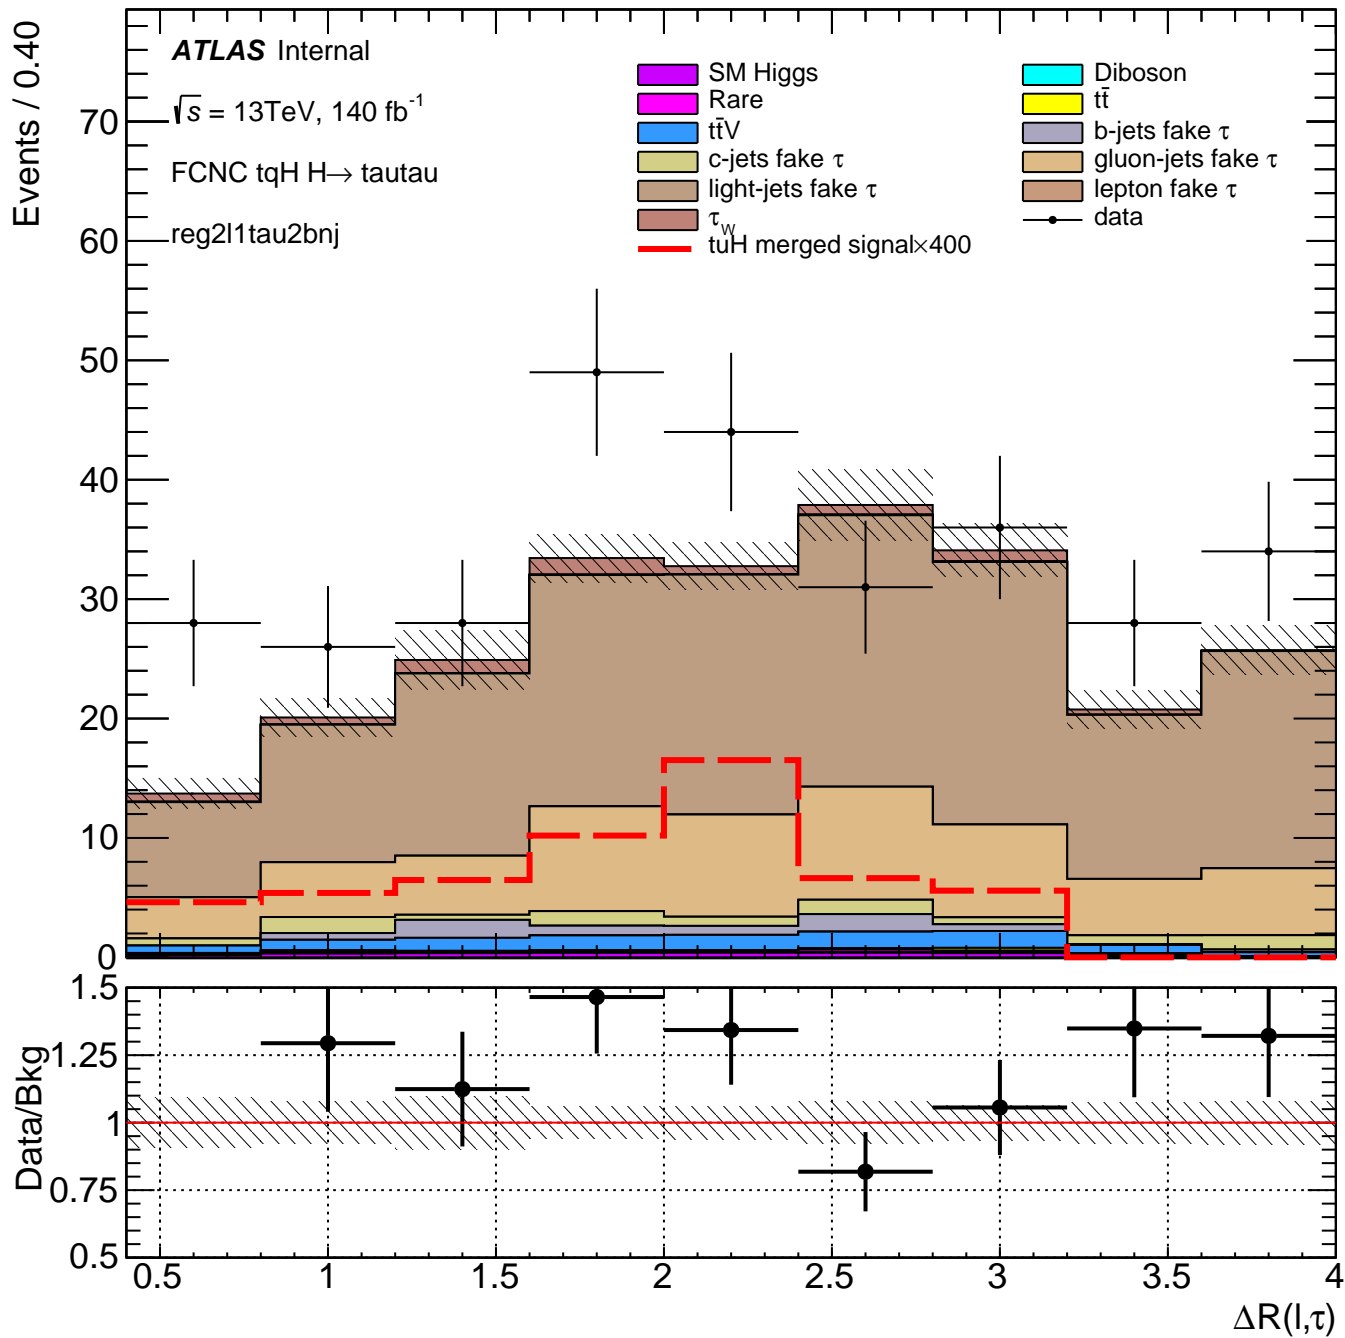 Events / 0.40
ATLAS Internal
√s = 13TeV, 140 fb⁻¹
FCNC tqH H→ tautau
reg2l1tau2bnj
SM Higgs
Rare
tt̄V
c-jets fake τ
light-jets fake τ
τ_W
tuH merged signal×400
Diboson
tt̄
b-jets fake τ
gluon-jets fake τ
lepton fake τ
data
70
60
50
40
30
20
10
0
Data/Bkg
1.5
1.25
1
0.75
0.5
0.5 1 1.5 2 2.5 3 3.5 4
ΔR(l,τ)